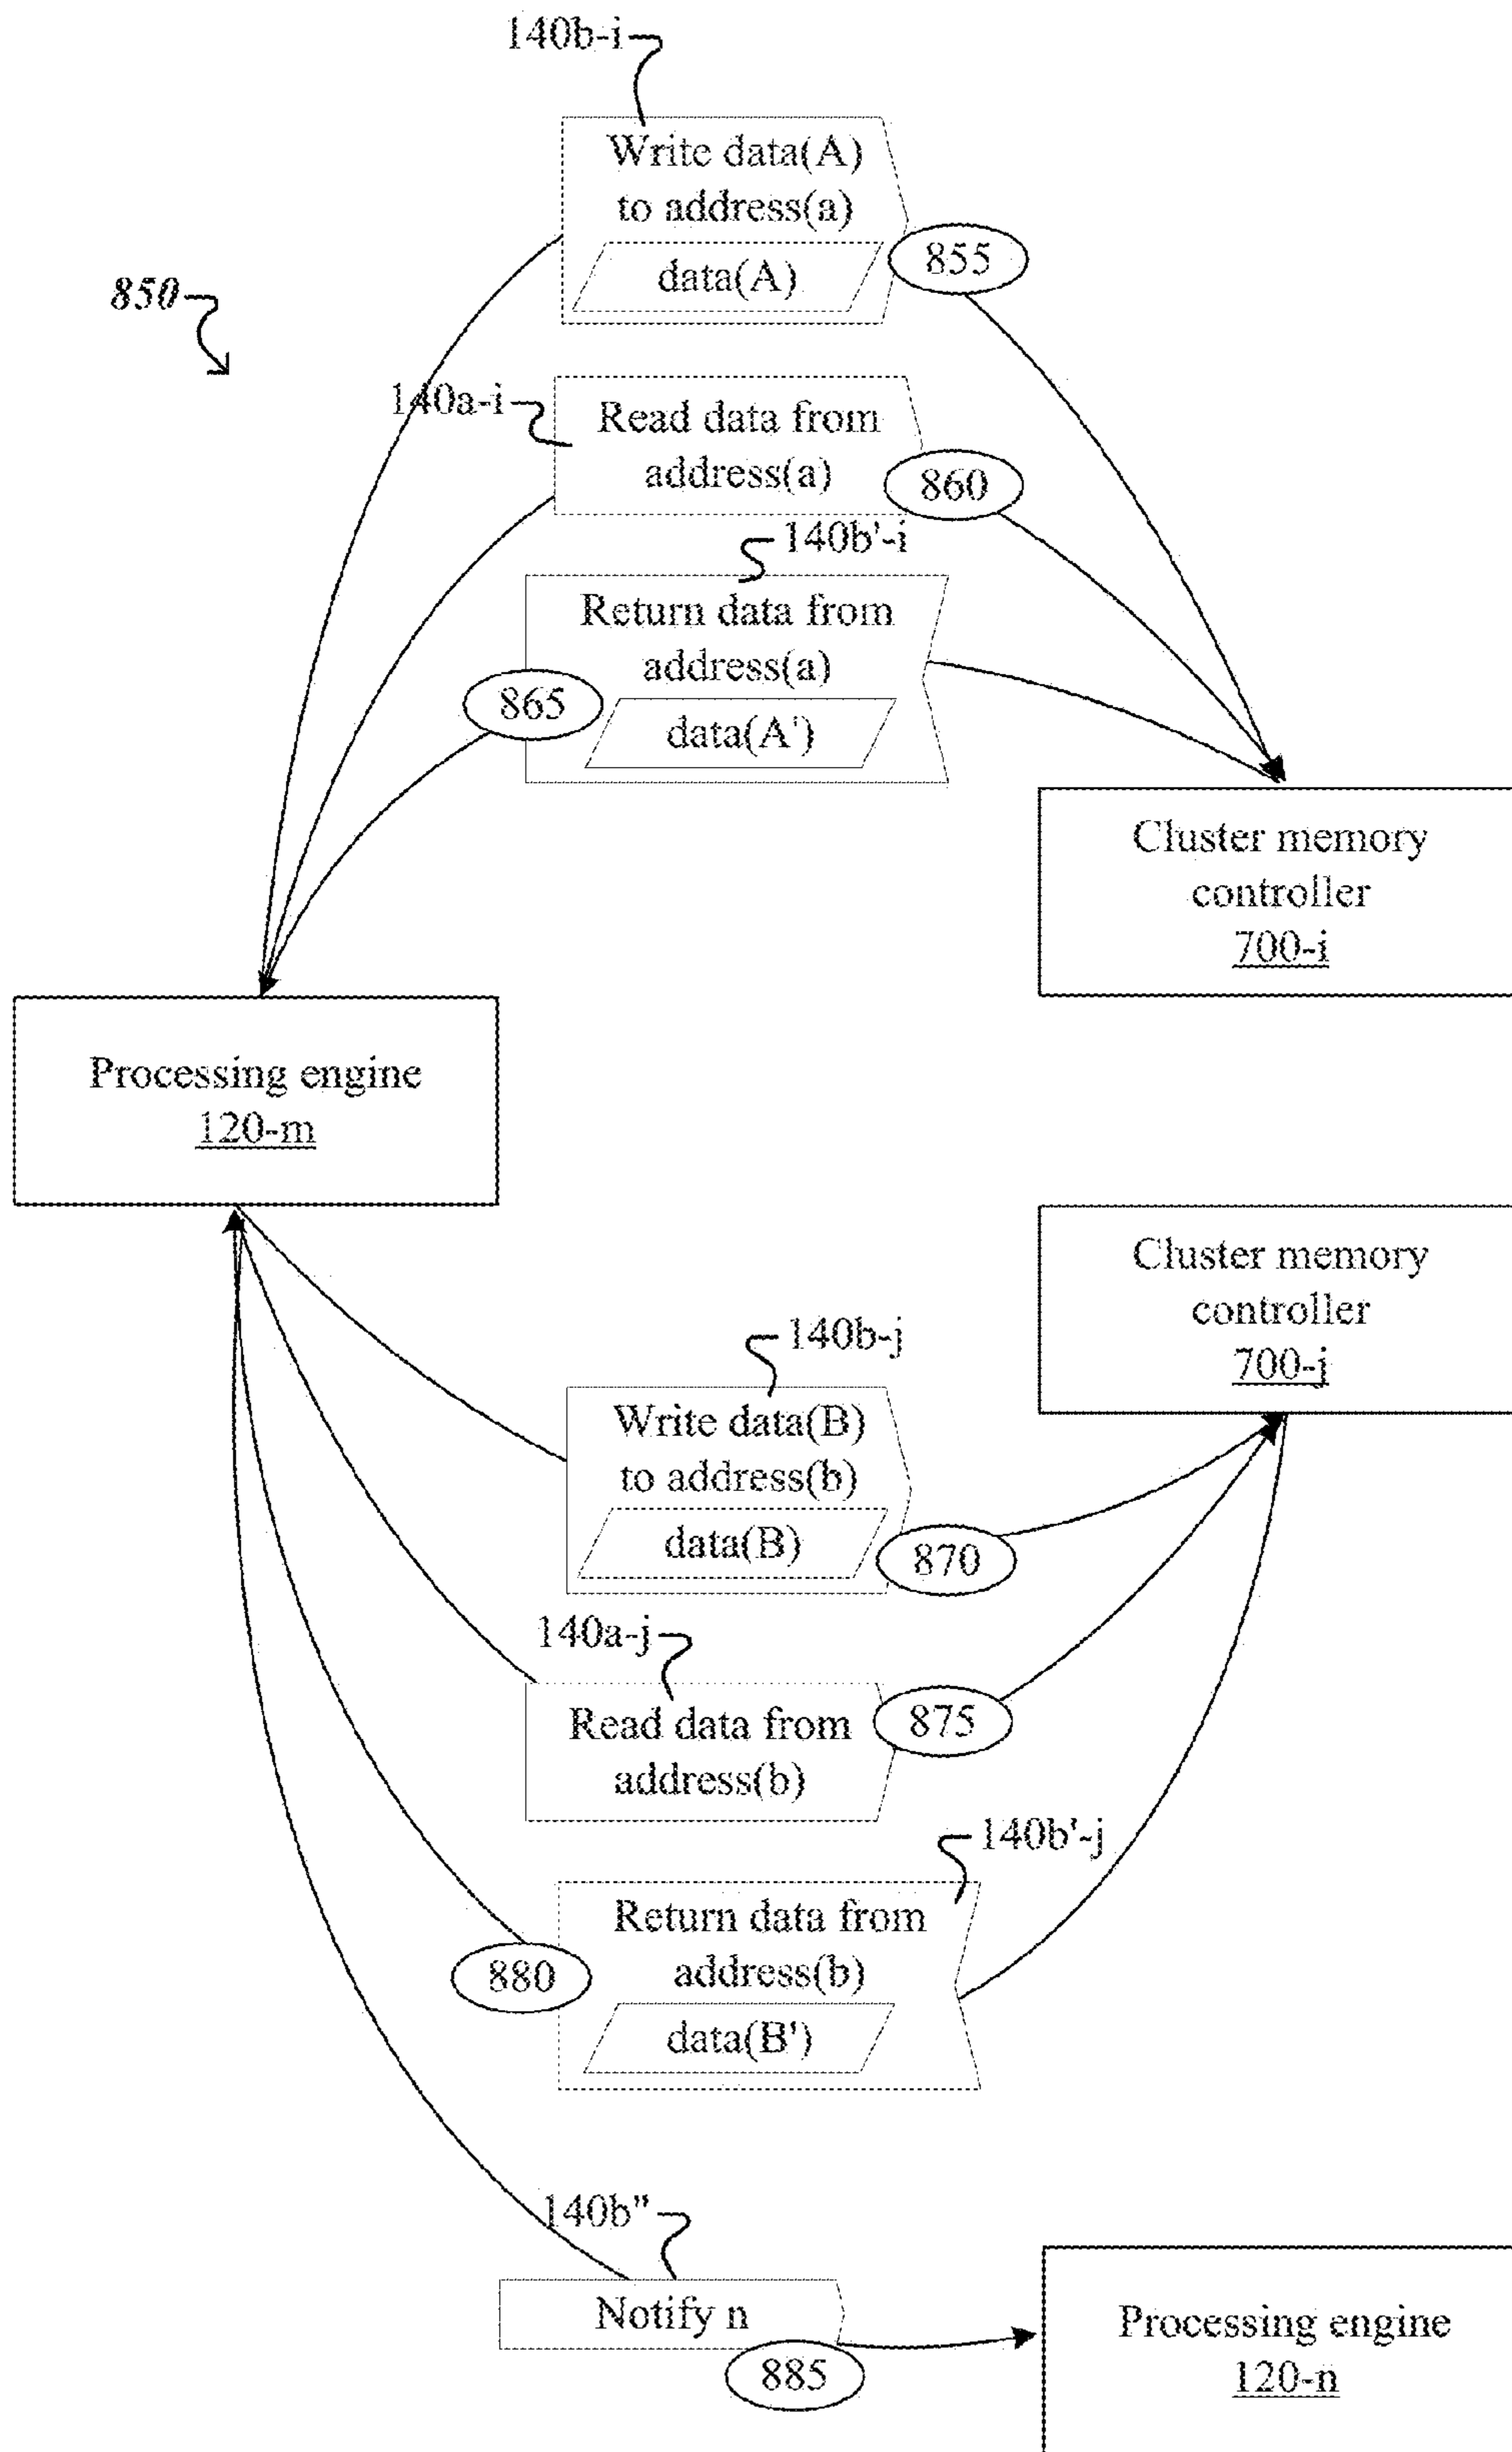 140b-i
Write data(A)
to address(a)
data(A)
855
850
140a-i
Read data from
address(a)
860
140b'-i
Return data from
address(a)
865
data(A')
Cluster memory
controller
700-i
Processing engine
120-m
Cluster memory
controller
700-j
140b-j
Write data(B)
to address(b)
data(B)
870
140a-j
Read data from
address(b)
875
140b'-j
Return data from
address(b)
880
data(B')
140b"
Notify n
885
Processing engine
120-n